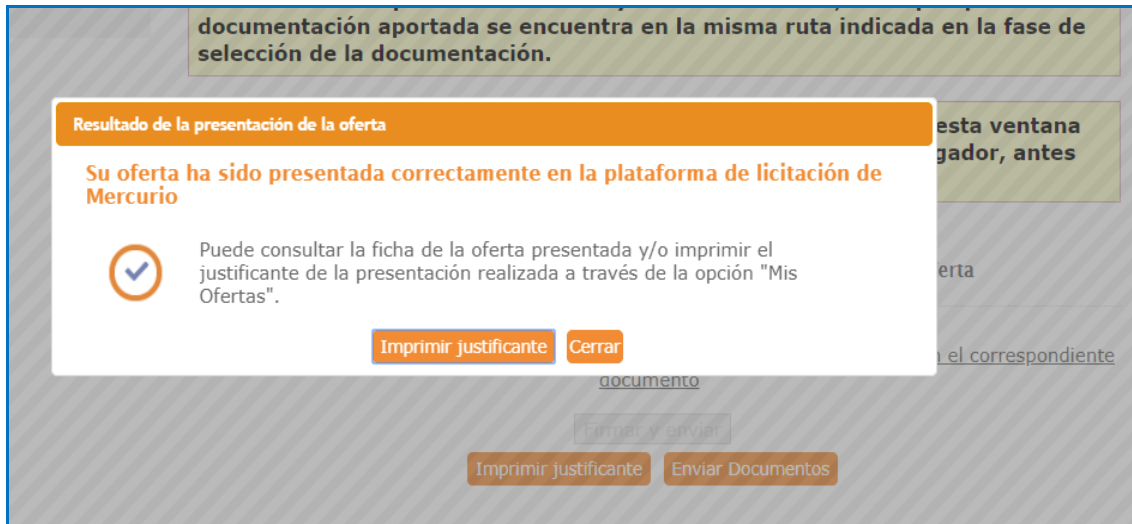 documentación aportada se encuentra en la misma ruta indicada en la fase de
selección de la documentación.
esta ventana
gador, antes
Resultado de la presentación de la oferta
Su oferta ha sido presentada correctamente en la plataforma de licitación de
Mercurio
Puede consultar la ficha de la oferta presentada y/o imprimir el
justificante de la presentación realizada a través de la opción "Mis
Ofertas".
Imprimir justificante Cerrar
erta
el correspondiente
documento
Firmar y enviar
Imprimir justificante Enviar Documentos